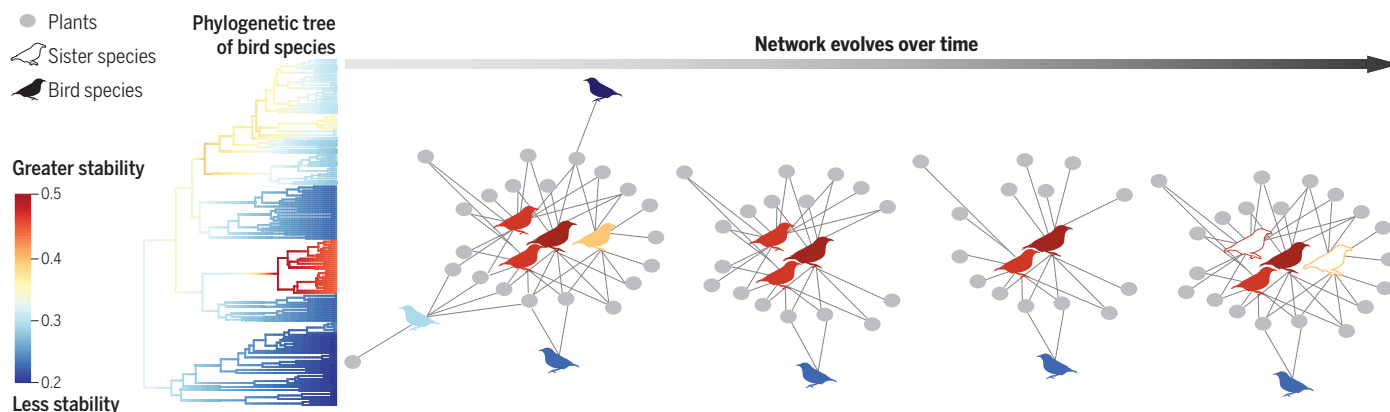 Plants
Sister species
Bird species
Phylogenetic tree
of bird species
Network evolves over time
Greater stability
0.5
0.4
0.3
0.2
Less stability